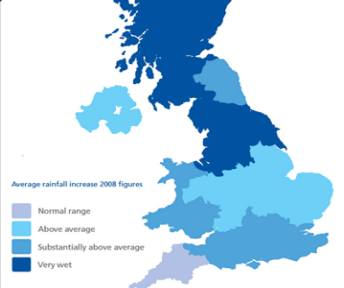 Average rainfall increase 2008 figures
Normal range
Above average
Substantially above average
Very wet